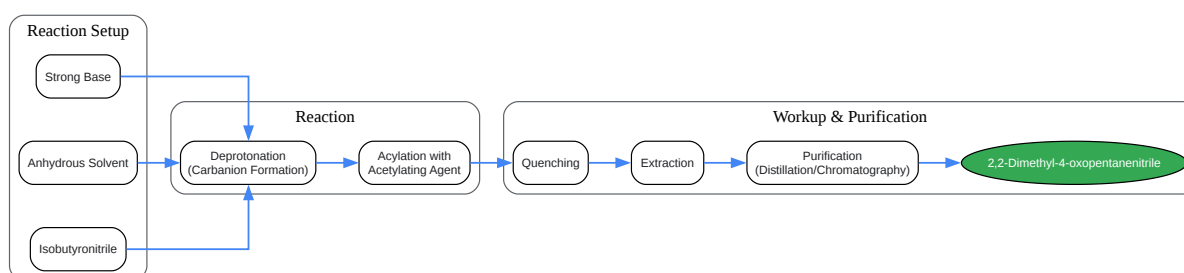 Reaction Setup
Strong Base
Anhydrous Solvent
Isobutyronitrile
Reaction
Deprotonation
(Carbanion Formation)
Acylation with
Acetylating Agent
Workup & Purification
Quenching
Extraction
Purification
(Distillation/Chromatography)
2,2-Dimethyl-4-oxopentanenitrile